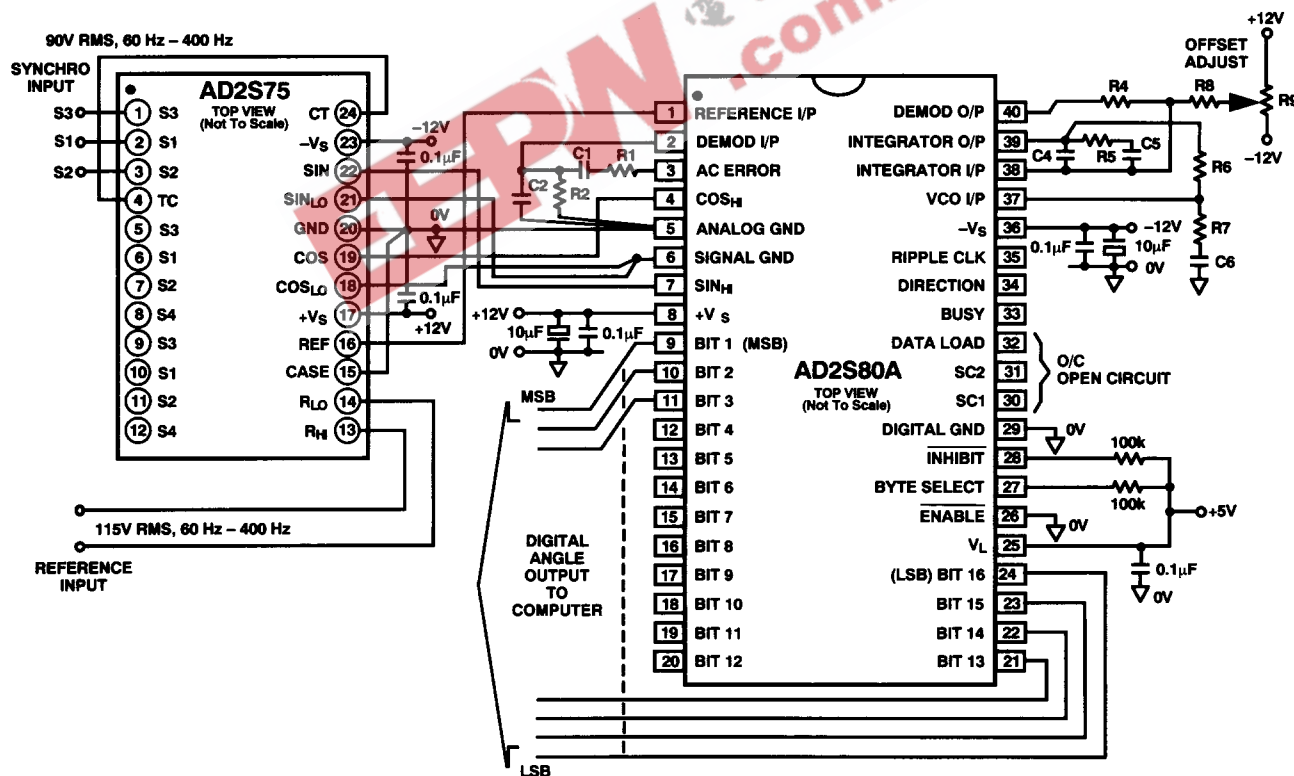 90V RMS, 60 Hz – 400 Hz
SYNCHRO
INPUT
S3
S1
S2
AD2S75
TOP VIEW
(Not To Scale)
1 S3
2 S1
3 S2
4 TC
5 S3
6 S1
7 S2
8 S4
9 S3
10 S1
11 S2
12 S4
CT 24
–VS 23
SIN 22
SINLO 21
GND 20
COS 19
COSLO 18
+VS 17
REF 16
CASE 15
RLO 14
RHI 13
–12V
0.1µF
0V
0.1µF
+12V
115V RMS, 60 Hz – 400 Hz
REFERENCE
INPUT
C1
R1
C2
R2
+12V
10µF
0.1µF
0V
MSB
DIGITAL
ANGLE
OUTPUT
TO
COMPUTER
LSB
AD2S80A
TOP VIEW
(Not To Scale)
1 REFERENCE I/P
2 DEMOD I/P
3 AC ERROR
4 COSHI
5 ANALOG GND
6 SIGNAL GND
7 SINHI
8 +V S
9 BIT 1 (MSB)
10 BIT 2
11 BIT 3
12 BIT 4
13 BIT 5
14 BIT 6
15 BIT 7
16 BIT 8
17 BIT 9
18 BIT 10
19 BIT 11
20 BIT 12
DEMOD O/P 40
INTEGRATOR O/P 39
INTEGRATOR I/P 38
VCO I/P 37
–VS 36
RIPPLE CLK 35
DIRECTION 34
BUSY 33
DATA LOAD 32
SC2 31
SC1 30
DIGITAL GND 29
INHIBIT 28
BYTE SELECT 27
ENABLE 26
VL 25
(LSB) BIT 16 24
BIT 15 23
BIT 14 22
BIT 13 21
+12V
OFFSET
ADJUST
R4
R8
R9
–12V
C4
R5
C5
R6
R7
C6
0.1µF
10µF
–12V
0V
O/C
OPEN CIRCUIT
0V
100k
100k
+5V
0V
0.1µF
0V
EEPW
.com